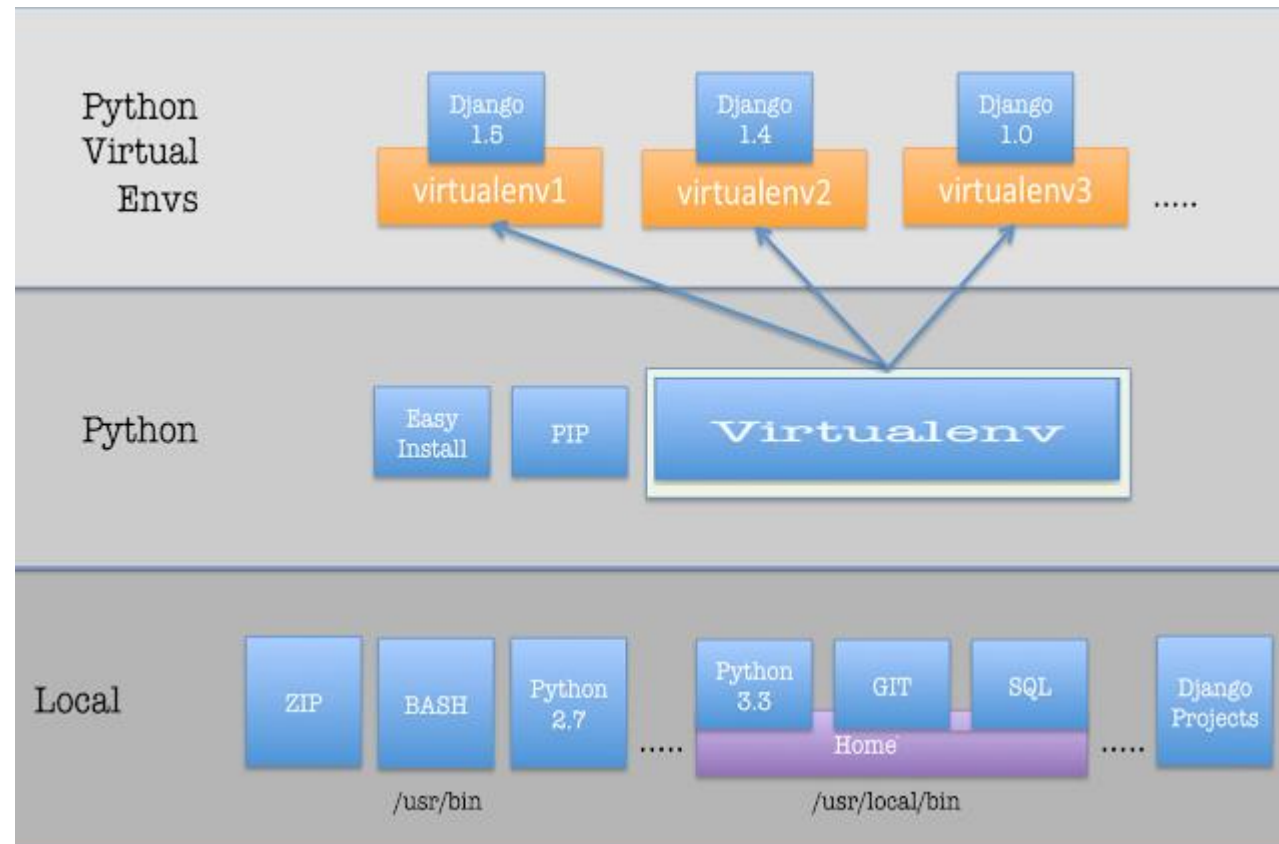 Python
Virtual
Envs
Django
1.5
virtualenv1
Django
1.4
virtualenv2
Django
1.0
virtualenv3
.....
Python
Easy
Install
PIP
Virtualenv
Local
ZIP
BASH
Python
2.7
.....
Python
3.3
GIT
SQL
Home
.....
Django
Projects
/usr/bin
/usr/local/bin